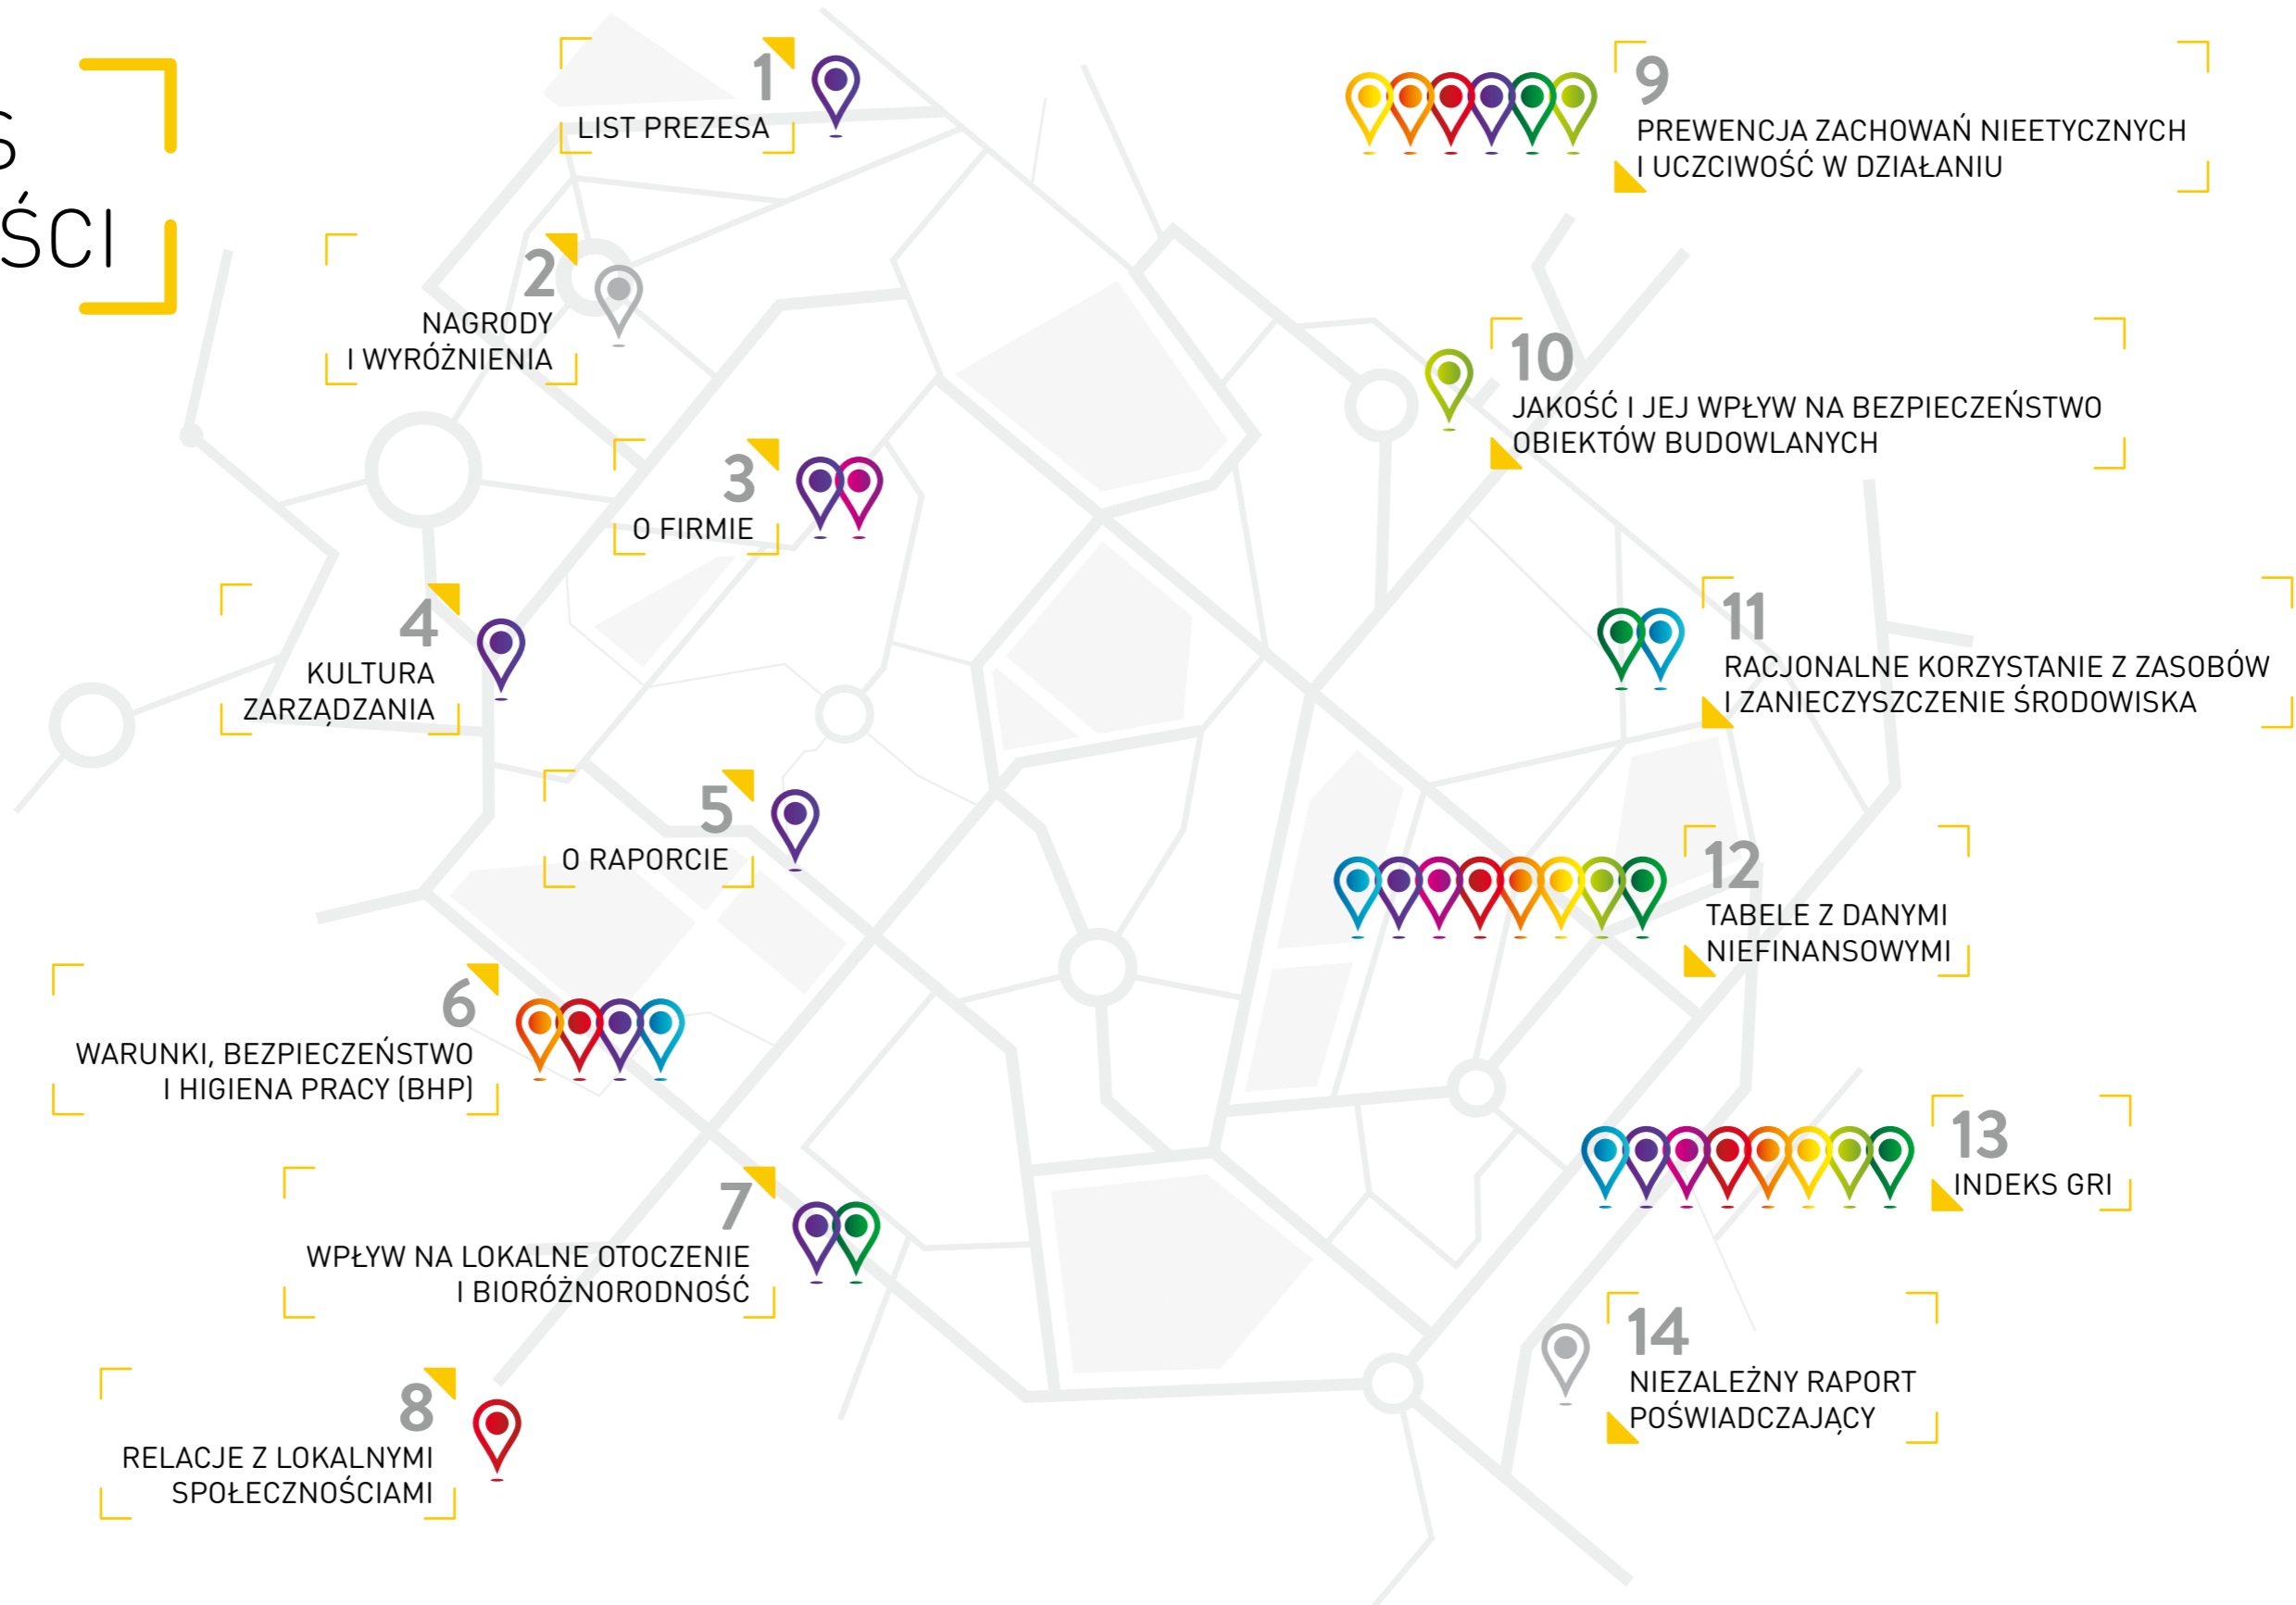 ŚCI
1
LIST PREZESA
2
NAGRODY
I WYRÓŻNIENIA
3
O FIRMIE
4
KULTURA
ZARZĄDZANIA
5
O RAPORCIE
6
WARUNKI, BEZPIECZEŃSTWO
I HIGIENA PRACY (BHP)
7
WPŁYW NA LOKALNE OTOCZENIE
I BIORÓŻNORODNOŚĆ
8
RELACJE Z LOKALNYMI
SPOŁECZNOŚCIAMI
9
PREWENCJA ZACHOWAŃ NIEETYCZNYCH
I UCZCIWOŚĆ W DZIAŁANIU
10
JAKOŚĆ I JEJ WPŁYW NA BEZPIECZEŃSTWO
OBIEKTÓW BUDOWLANYCH
11
RACJONALNE KORZYSTANIE Z ZASOBÓW
I ZANIECZYSZCZENIE ŚRODOWISKA
12
TABELE Z DANYMI
NIEFINANSOWYMI
13
INDEKS GRI
14
NIEZALEŻNY RAPORT
POŚWIADCZAJĄCY